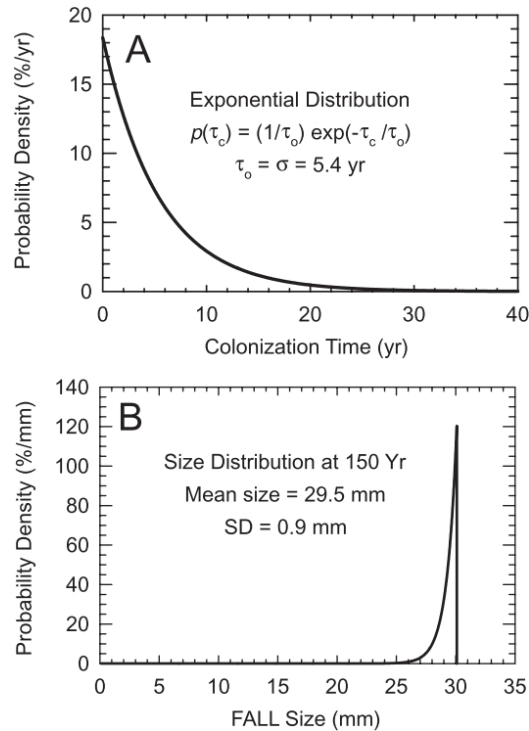 20
A
15
Exponential Distribution
p(τc) = (1/τo) exp(-τc /τo)
τo = σ = 5.4 yr
10
5
0
0 10 20 30 40
Probability Density (%/yr)
Colonization Time (yr)
140
B
120
Size Distribution at 150 Yr
100
Mean size = 29.5 mm
80
SD = 0.9 mm
60
40
20
0
0 5 10 15 20 25 30 35
Probability Density (%/mm)
FALL Size (mm)